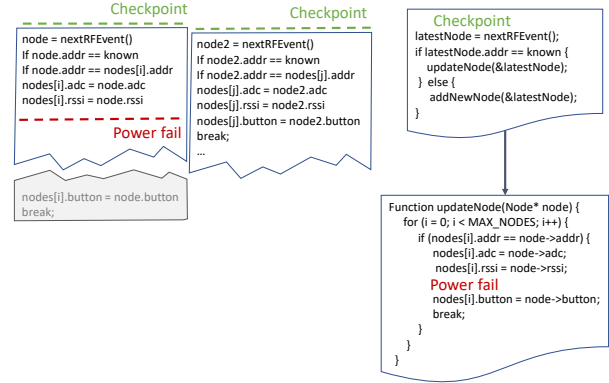 Checkpoint
node = nextRFEvent()
If node.addr == known
If node.addr == nodes[i].addr
nodes[i].adc = node.adc
nodes[i].rssi = node.rssi
Power fail
nodes[i].button = node.button
break;
Checkpoint
node2 = nextRFEvent()
If node2.addr == known
If node2.addr == nodes[j].addr
nodes[j].adc = node2.adc
nodes[j].rssi = node2.rssi
nodes[j].button = node2.button
break;
…
Checkpoint
latestNode = nextRFEvent();
if latestNode.addr == known {
updateNode(&latestNode);
} else {
addNewNode(&latestNode);
}
Function updateNode(Node* node) {
for (i = 0; i < MAX_NODES; i++) {
if (nodes[i].addr == node->addr) {
nodes[i].adc = node->adc;
nodes[i].rssi = node->rssi;
Power fail
nodes[i].button = node->button;
break;
}
}
}